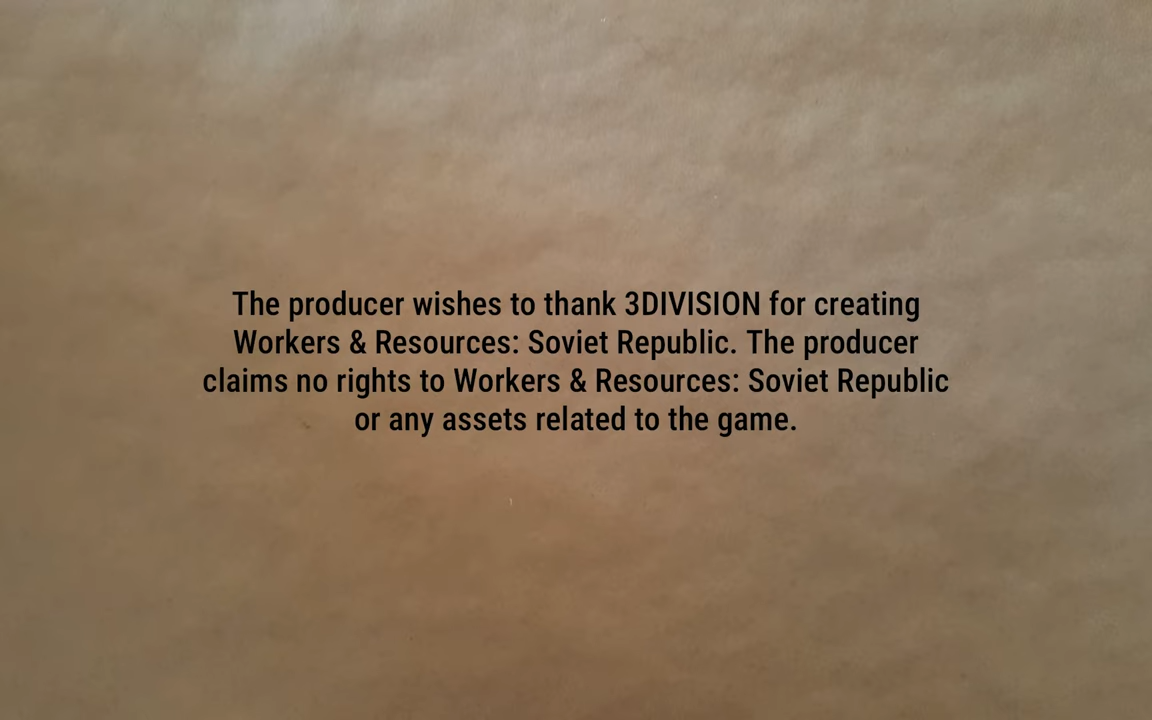 The producer wishes to thank 3DIVISION for creating
Workers & Resources: Soviet Republic. The producer
claims no rights to Workers & Resources: Soviet Republic
or any assets related to the game.